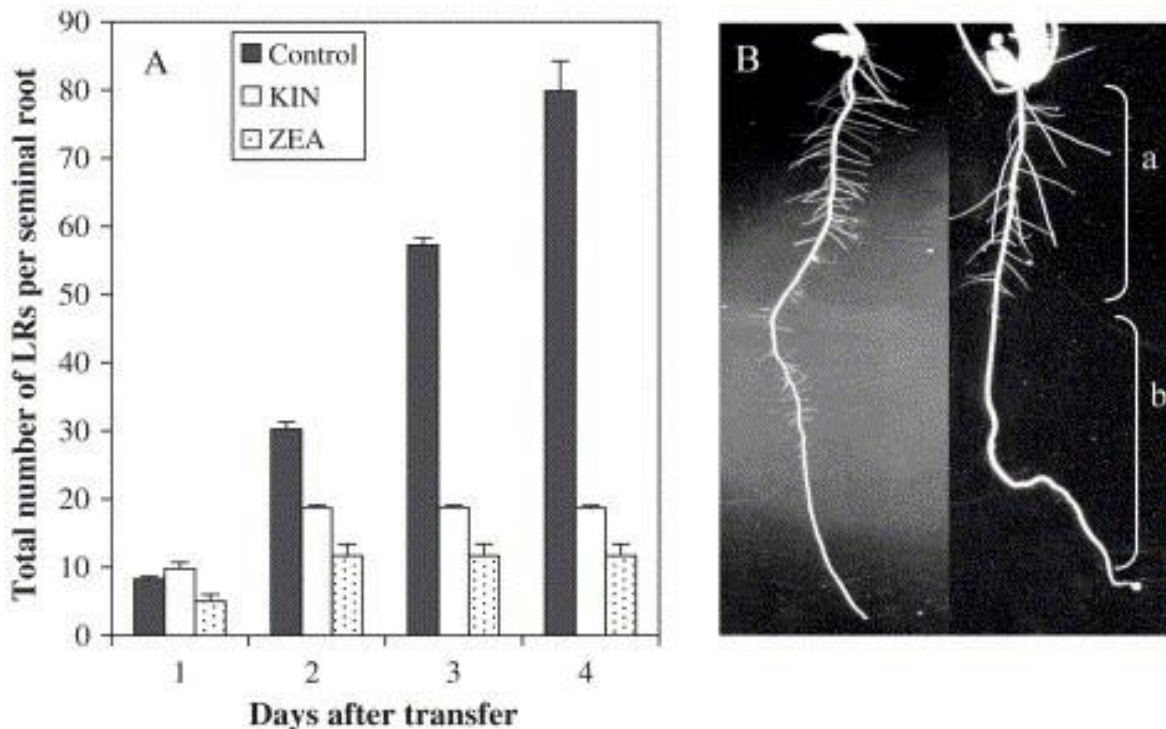 A
Control
KIN
ZEA
Total number of LRs per seminal root
90
80
70
60
50
40
30
20
10
0
1 2 3 4
Days after transfer
B
a
b